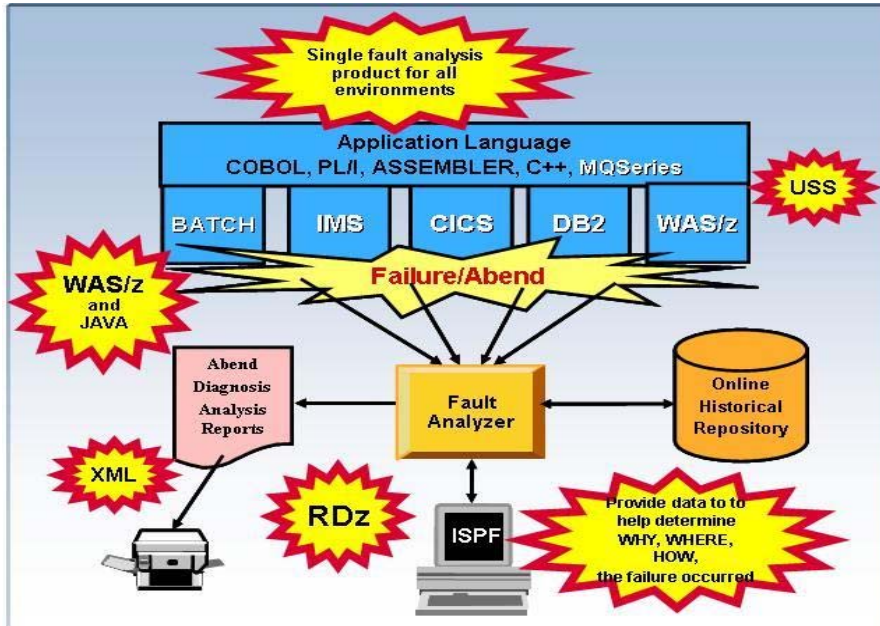 Single fault analysis
product for all
environments
Application Language
COBOL, PL/I, ASSEMBLER, C++, MQSeries
USS
BATCH
IMS
CICS
DB2
WAS/z
Failure/Abend
WAS/z
and
JAVA
Abend
Diagnosis
Analysis
Reports
Fault
Analyzer
Online
Historical
Repository
XML
RDz
ISPF
Provide data to to
help determine
WHY, WHERE,
HOW,
the failure occurred